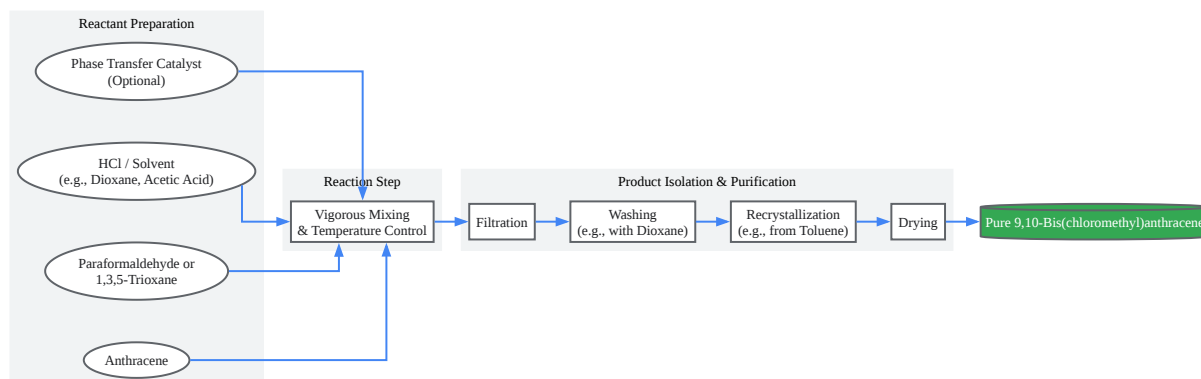 Reactant Preparation
Phase Transfer Catalyst
(Optional)
HCl / Solvent
(e.g., Dioxane, Acetic Acid)
Paraformaldehyde or
1,3,5-Trioxane
Anthracene
Reaction Step
Vigorous Mixing
& Temperature Control
Product Isolation & Purification
Filtration
Washing
(e.g., with Dioxane)
Recrystallization
(e.g., from Toluene)
Drying
Pure 9,10-Bis(chloromethyl)anthracene